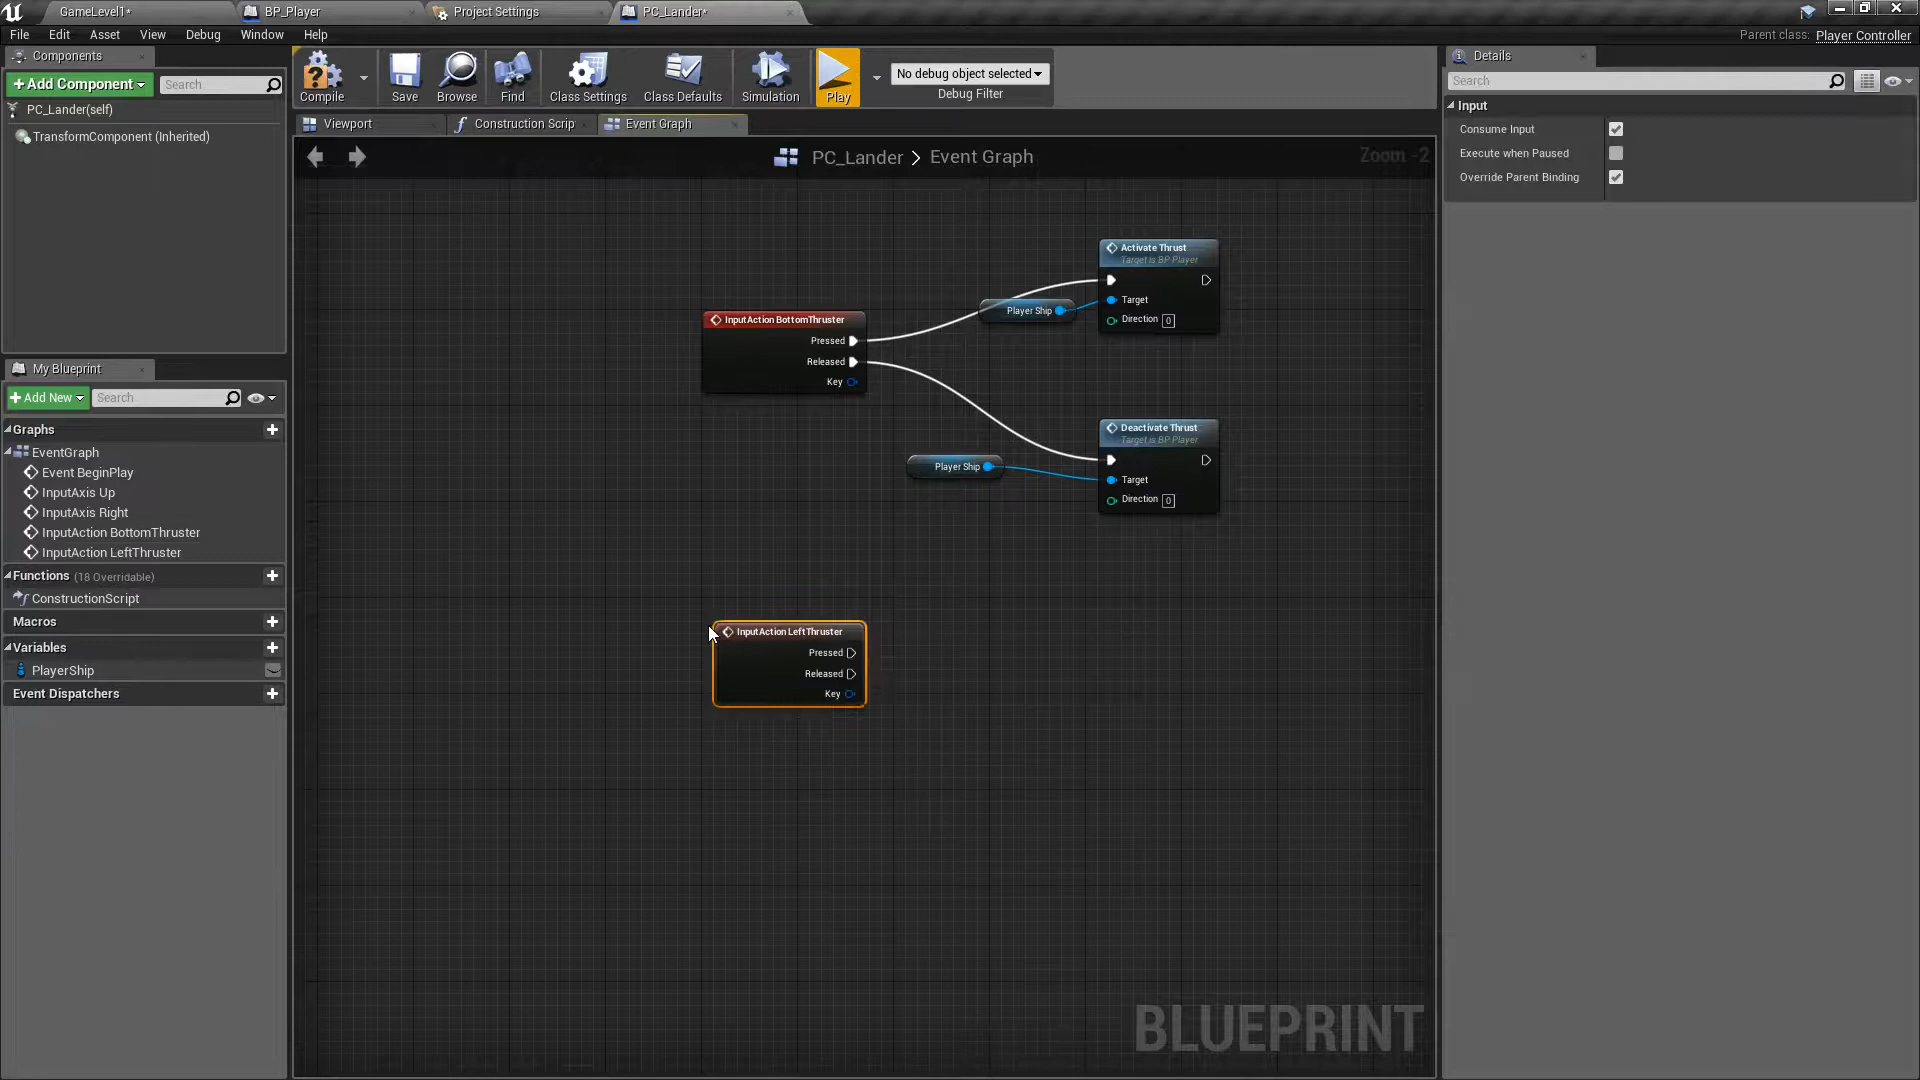 GameLevel1*
BP_Player
Project Settings
PC_Lander*
File Edit Asset View Debug Window Help
Parent class: Player Controller
Components
+Add Component
Search
PC_Lander(self)
TransformComponent (Inherited)
Compile
Save
Browse
Find
Class Settings
Class Defaults
Simulation
Play
No debug object selected
Debug Filter
Viewport
Construction Scrip
Event Graph
PC_Lander > Event Graph
Zoom -2
My Blueprint
+Add New
Search
Graphs
EventGraph
Event BeginPlay
InputAxis Up
InputAxis Right
InputAction BottomThruster
InputAction LeftThruster
Functions (18 Overridable)
ConstructionScript
Macros
Variables
PlayerShip
Event Dispatchers
InputAction BottomThruster
Pressed
Released
Key
Player Ship
Activate Thrust
Target is BP Player
Target
Direction 0
Player Ship
Deactivate Thrust
Target is BP Player
Target
Direction 0
InputAction LeftThruster
Pressed
Released
Key
BLUEPRINT
Details
Search
Input
Consume Input
Execute when Paused
Override Parent Binding